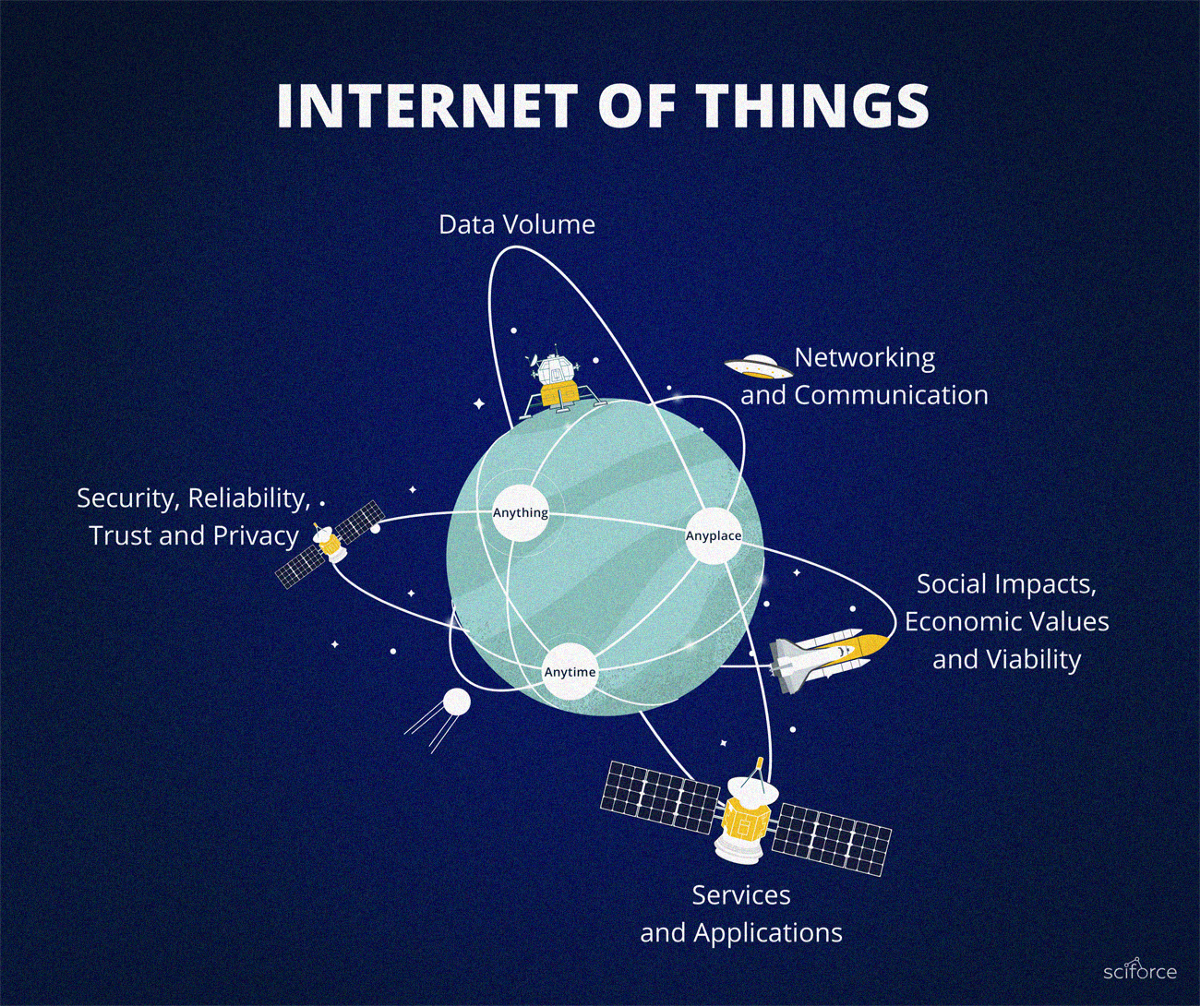 INTERNET OF THINGS
Data Volume
Networking
and Communication
Security, Reliability,
Trust and Privacy
Anything
Anyplace
Social Impacts,
Economic Values
and Viability
Anytime
Services
and Applications
sciforce